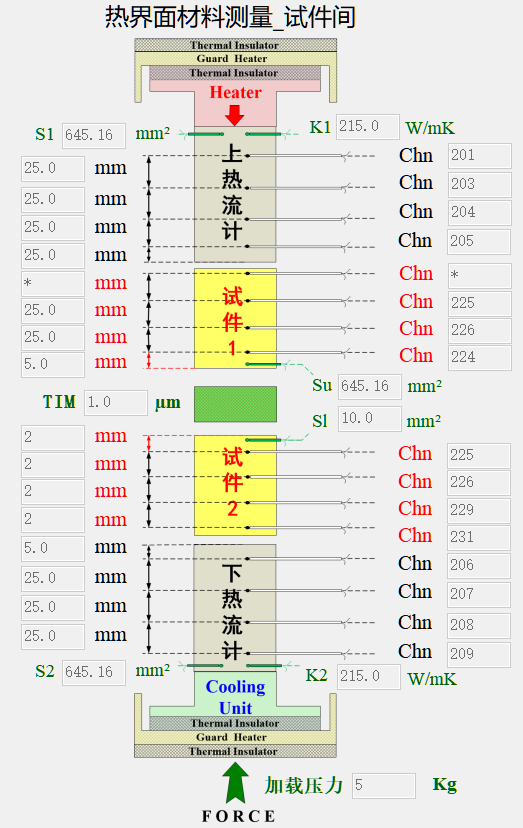 热界面材料测量_试件间
Thermal Insulator
Guard Heater
Thermal Insulator
Heater
S1 645.16 mm² K1 215.0 W/mK
25.0 mm Chn 201
25.0 mm Chn 203
25.0 mm Chn 204
25.0 mm Chn 205
上热流计
* mm Chn *
25.0 mm Chn 225
25.0 mm Chn 226
5.0 mm Chn 224
试件1
Su 645.16 mm²
TIM 1.0 μm
Sl 10.0 mm²
2 mm Chn 225
2 mm Chn 226
2 mm Chn 229
2 mm Chn 231
试件2
5.0 mm Chn 206
25.0 mm Chn 207
25.0 mm Chn 208
25.0 mm Chn 209
下热流计
S2 645.16 mm² K2 215.0 W/mK
Cooling
Unit
Thermal Insulator
Guard Heater
Thermal Insulator
加载压力 5 Kg
FORCE